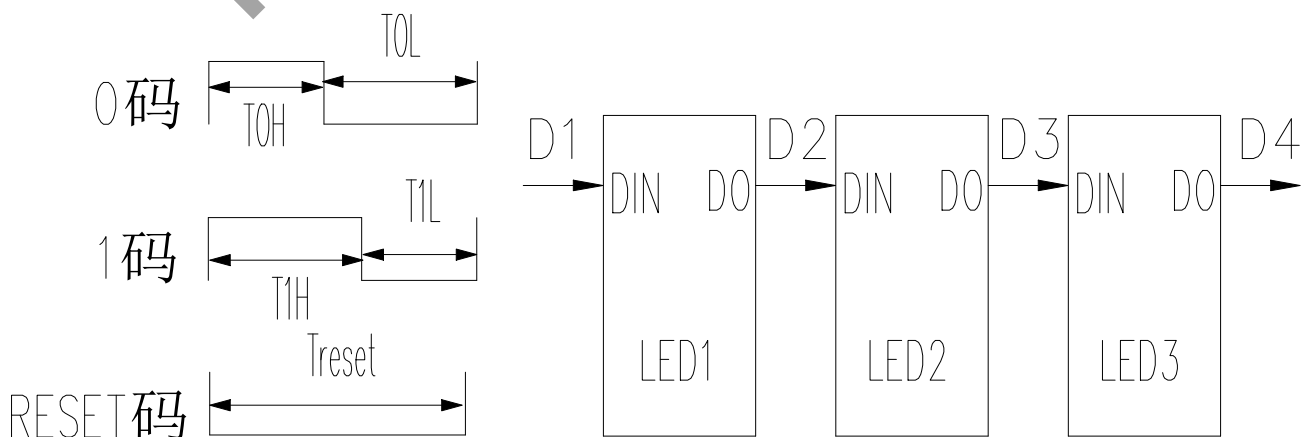 0码
T0H
T0L
1码
T1H
T1L
RESET码
Treset
D1
DIN DO
LED1
D2
DIN DO
LED2
D3
DIN DO
LED3
D4